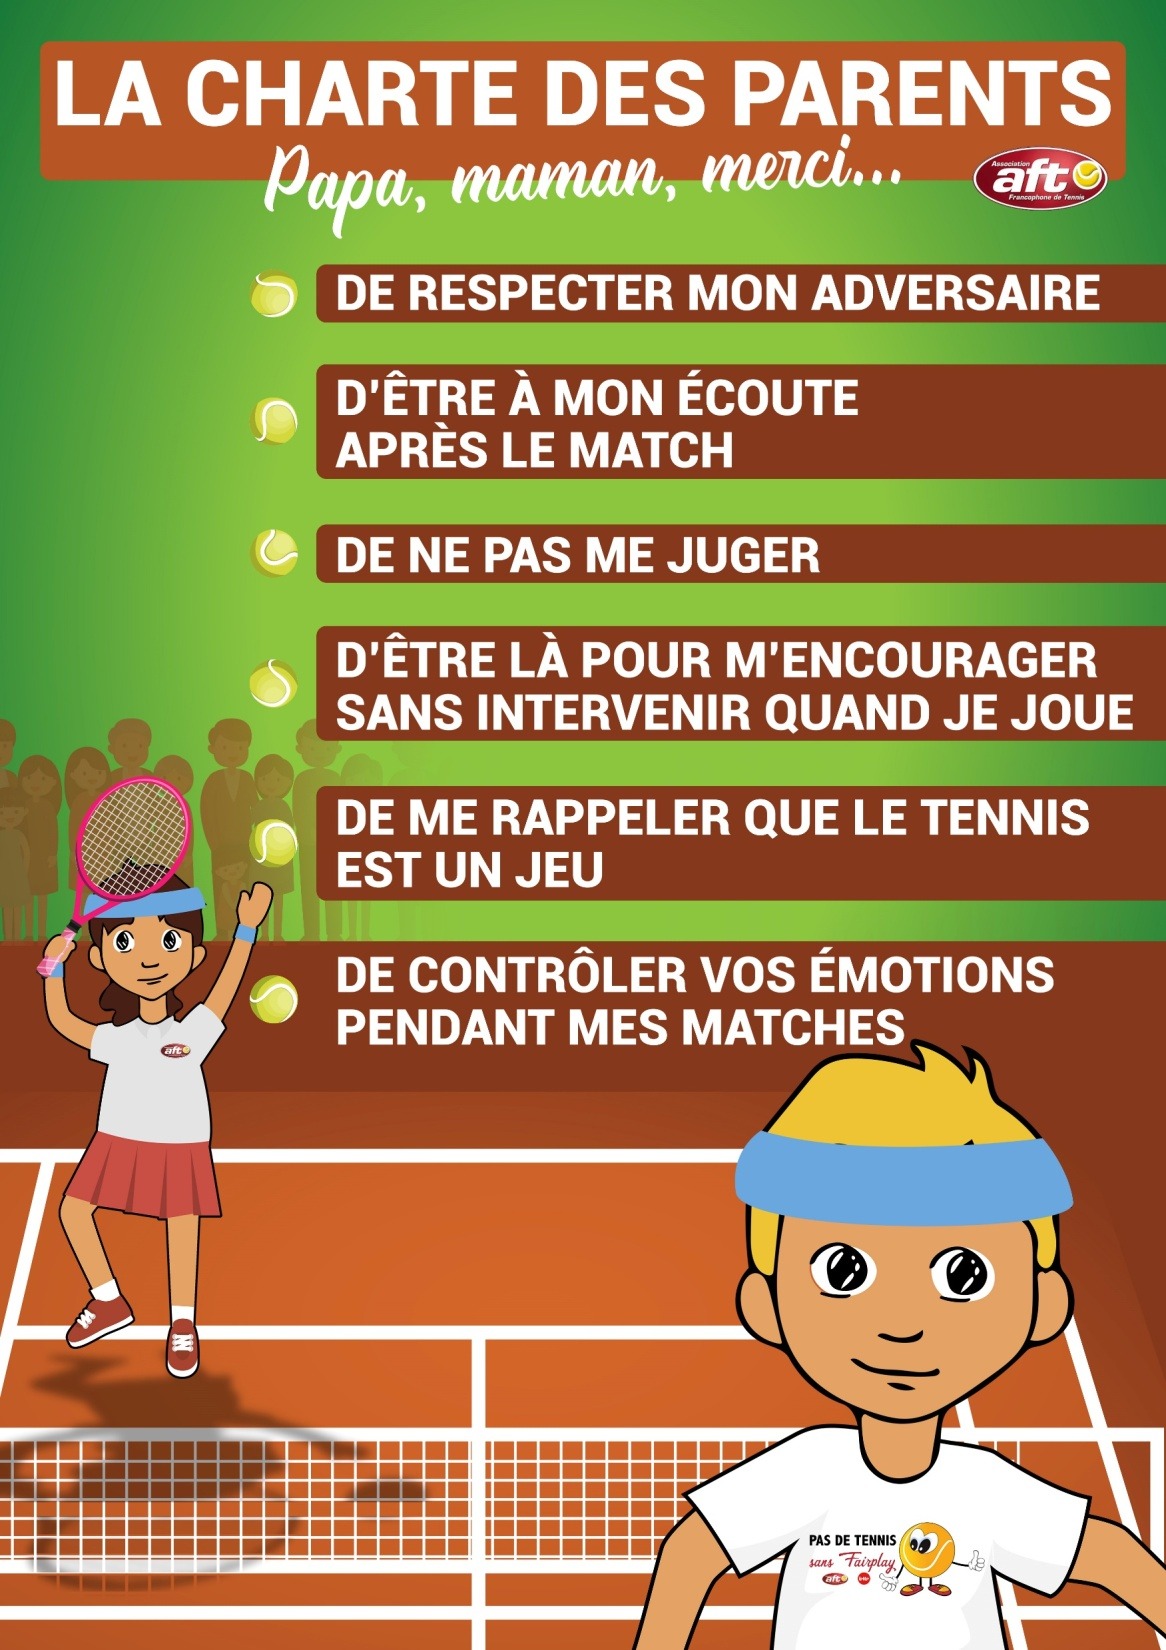 LA CHARTE DES PARENTS
Papa, maman, merci...
Association
aft
Francophone de Tennis
DE RESPECTER MON ADVERSAIRE
D'ÊTRE À MON ÉCOUTE
APRÈS LE MATCH
DE NE PAS ME JUGER
D'ÊTRE LÀ POUR M'ENCOURAGER
SANS INTERVENIR QUAND JE JOUE
DE ME RAPPELER QUE LE TENNIS
EST UN JEU
DE CONTRÔLER VOS ÉMOTIONS
PENDANT MES MATCHES
aft
PAS DE TENNIS
sans Fairplay
aft